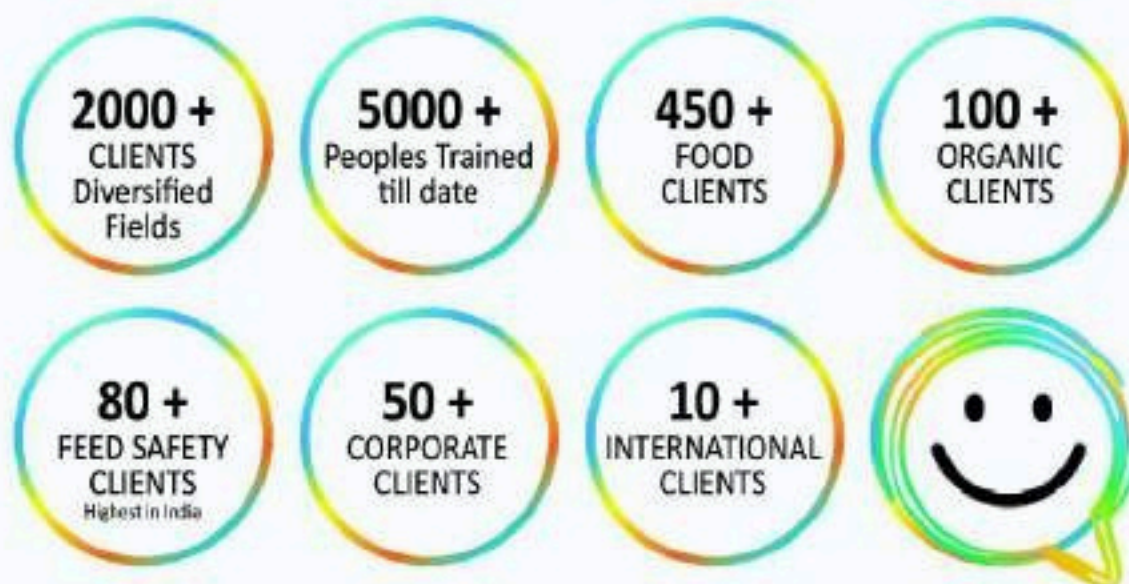 2000 +
CLIENTS
Diversified
Fields
5000 +
Peoples Trained
till date
450 +
FOOD
CLIENTS
100 +
ORGANIC
CLIENTS
80 +
FEED SAFETY
CLIENTS
Highest in India
50 +
CORPORATE
CLIENTS
10 +
INTERNATIONAL
CLIENTS